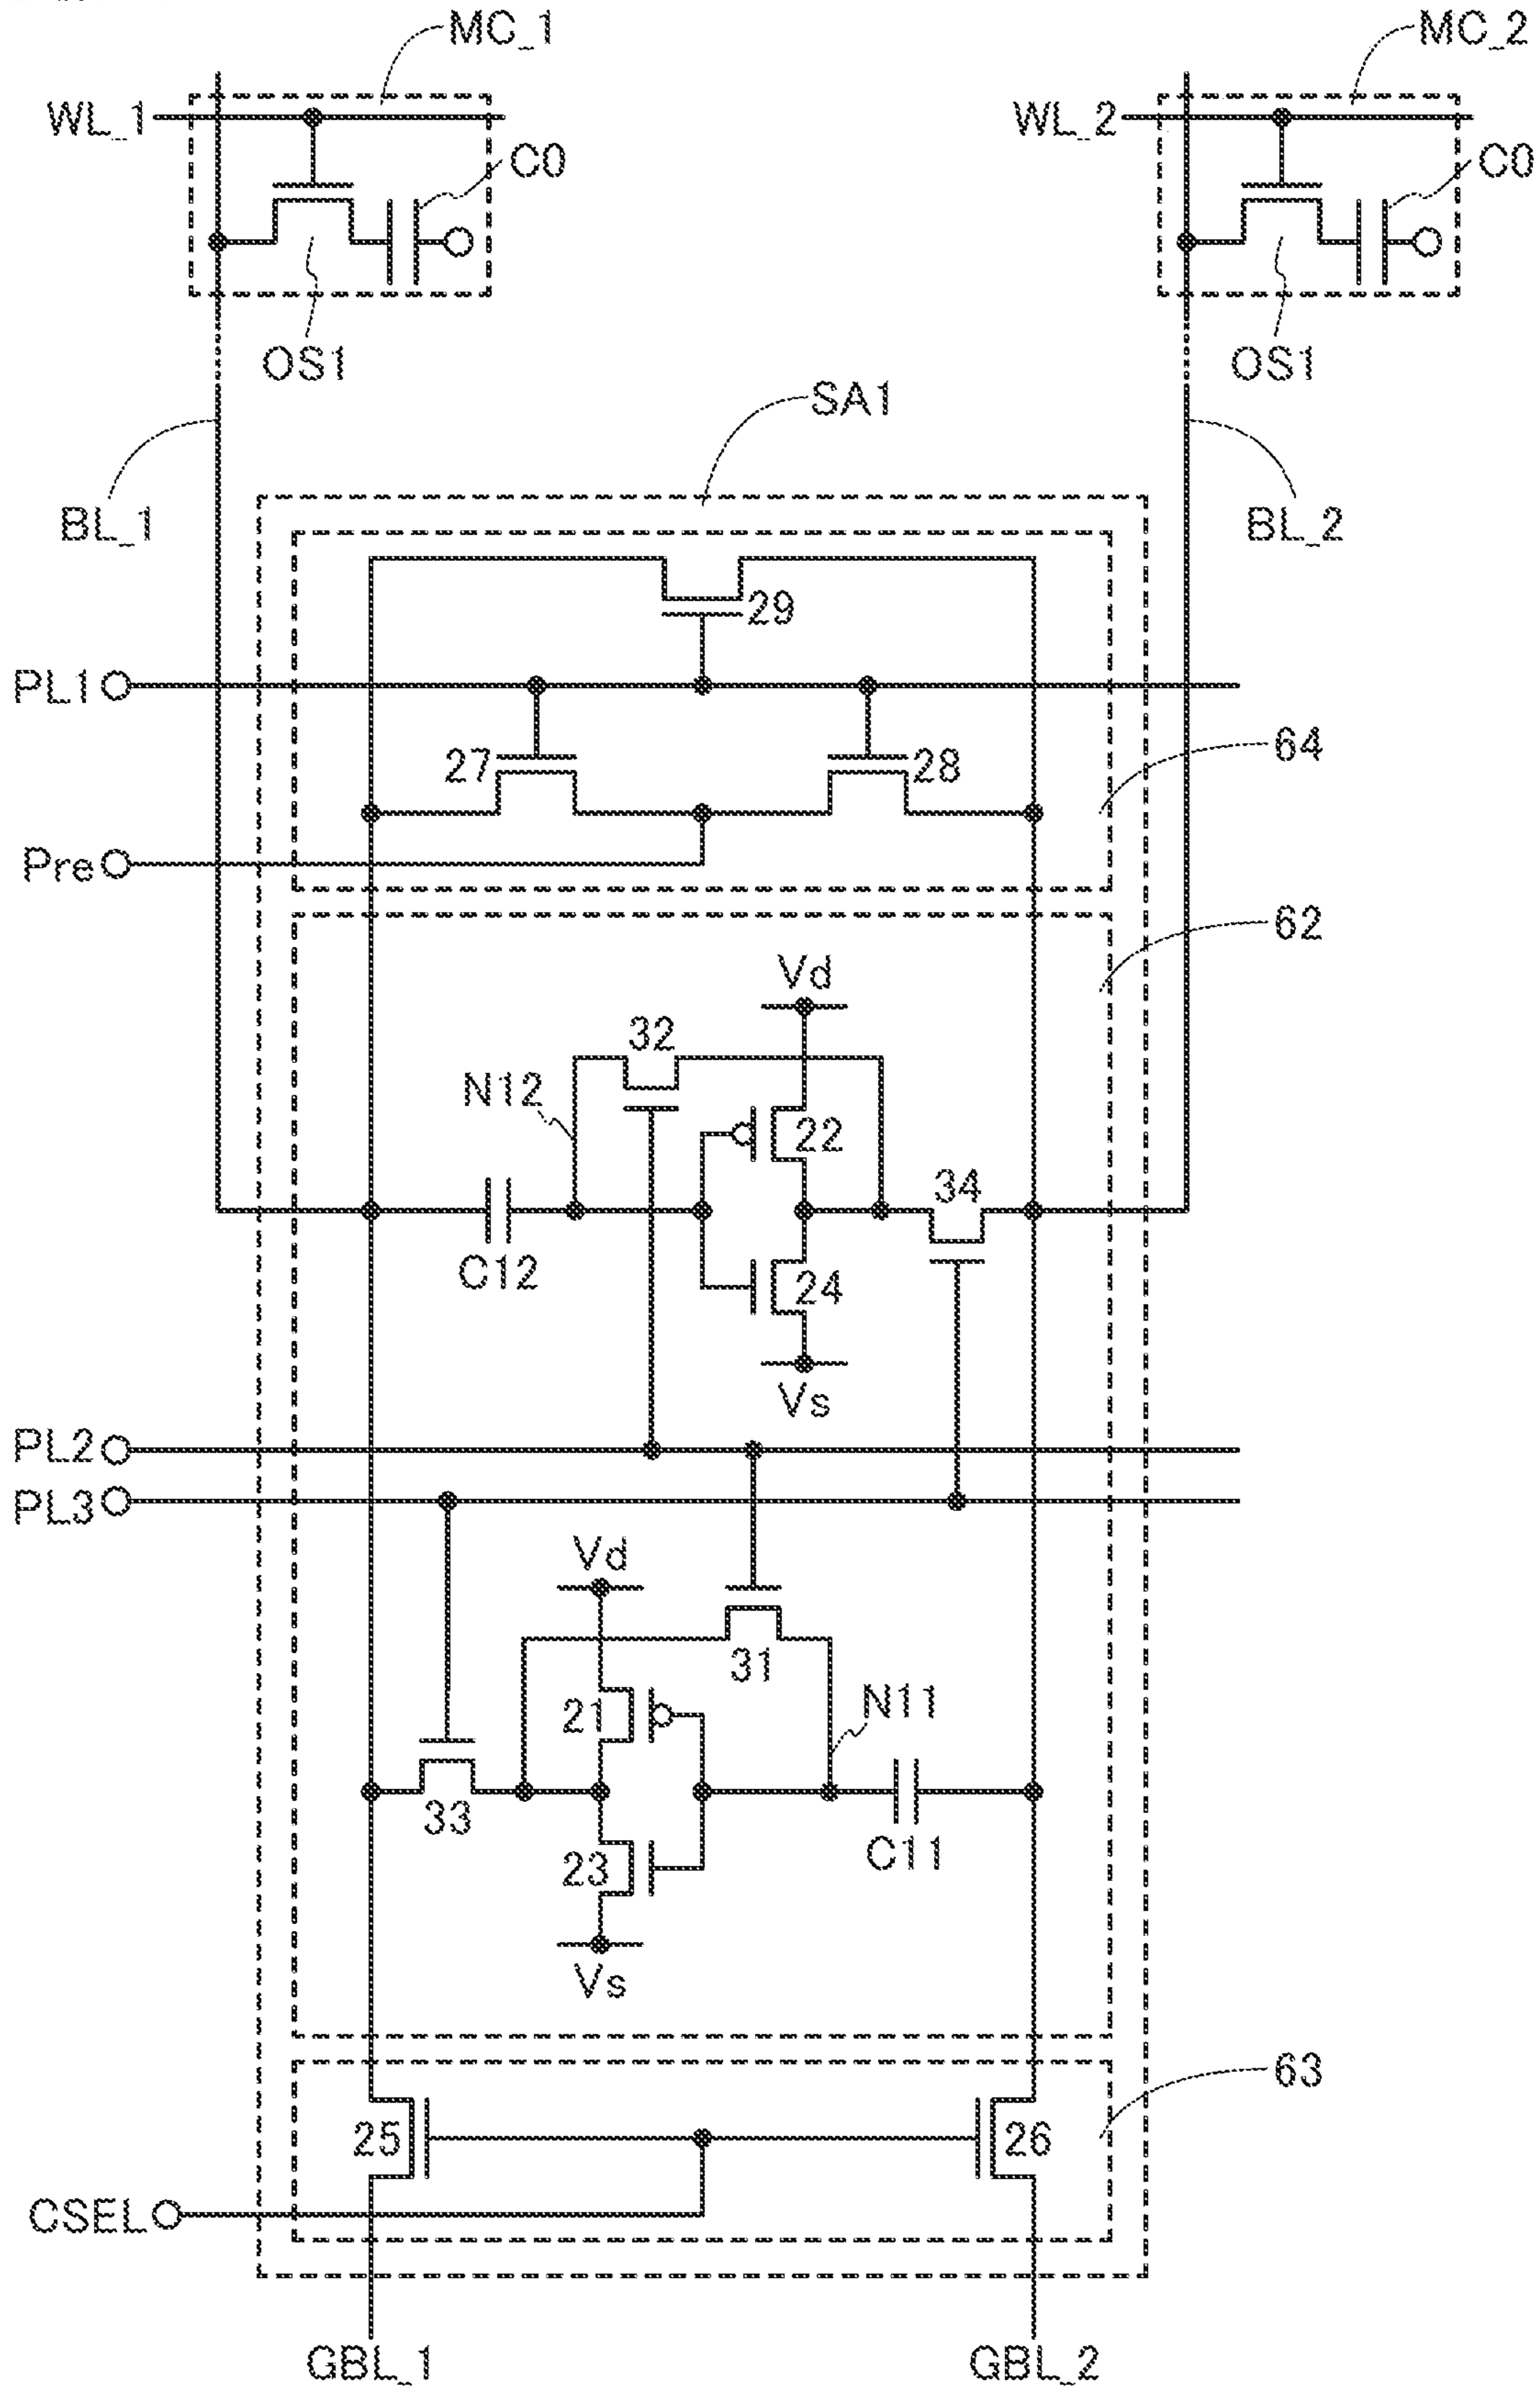 MC_1
MC_2
WL_1
WL_2
C0
C0
OS1
OS1
SA1
BL_1
BL_2
29
PL1
27
28
64
Pre
62
Vd
32
N12
22
34
C12
24
Vs
PL2
PL3
Vd
31
21
N11
33
23
C11
Vs
63
25
26
CSEL
GBL_1
GBL_2